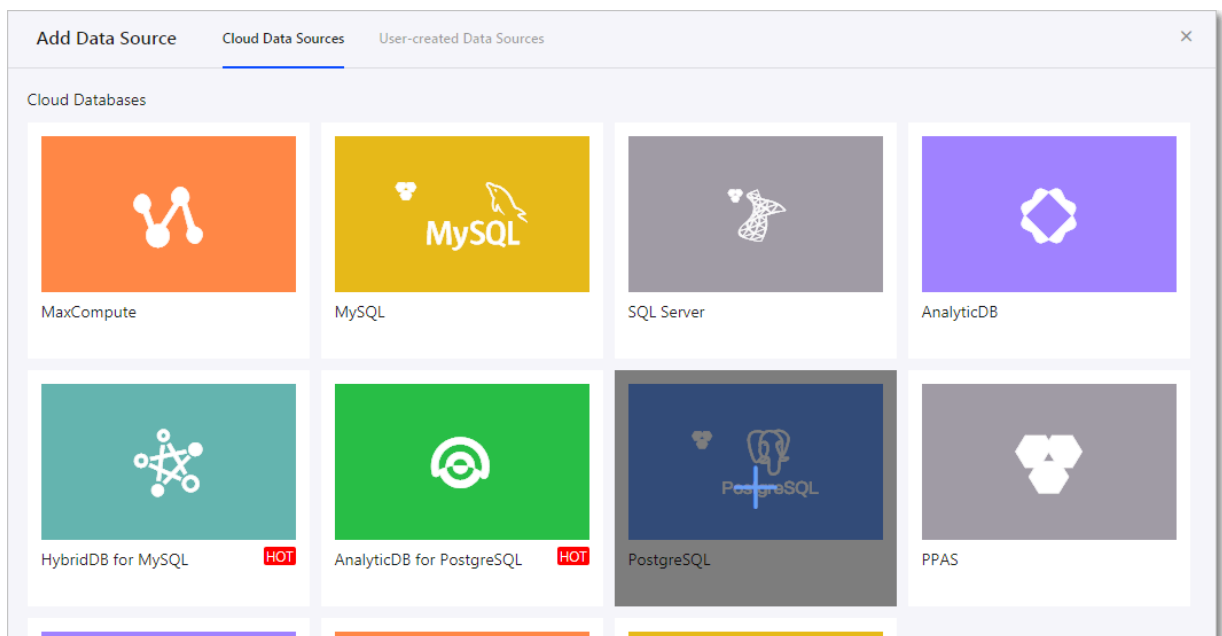 Add Data Source Cloud Data Sources User-created Data Sources ×
Cloud Databases
MySQL
MaxCompute MySQL SQL Server AnalyticDB
PostgreSQL
HybridDB for MySQL HOT AnalyticDB for PostgreSQL HOT PostgreSQL PPAS